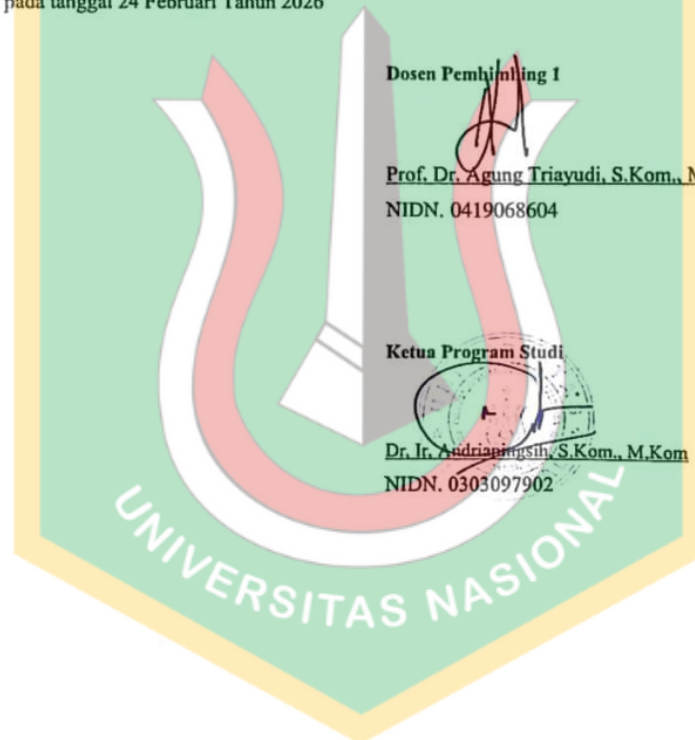 pada tanggal 24 Februari Tahun 2026
Dosen Pembimbing 1
Prof. Dr. Agung Triayudi, S.Kom., M
NIDN. 0419068604
Ketua Program Studi
Dr. Ir. Andrianingsih, S.Kom., M.Kom
NIDN. 0303097902
UNIVERSITAS NASIONAL